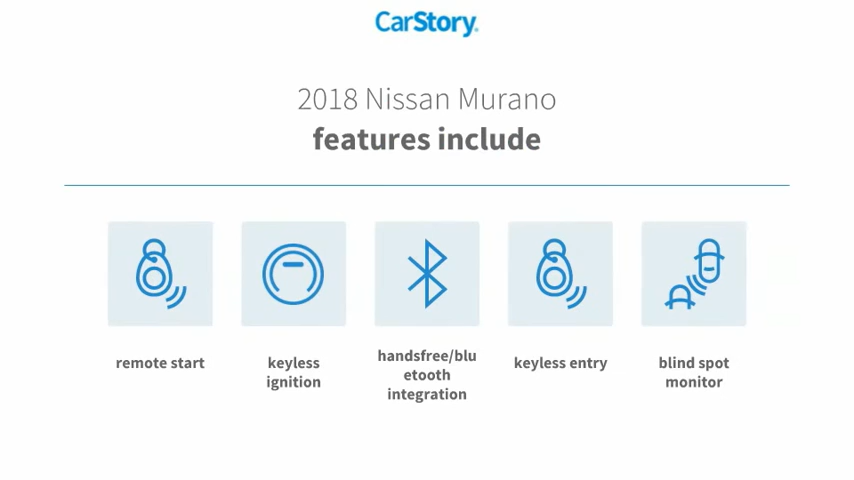 CarStory.
2018 Nissan Murano
features include
remote start
keyless
ignition
handsfree/blu
etooth
integration
keyless entry
blind spot
monitor